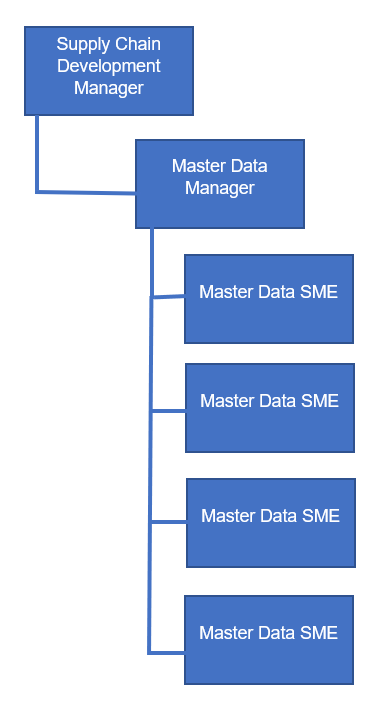 Supply Chain
Development
Manager
Master Data
Manager
Master Data SME
Master Data SME
Master Data SME
Master Data SME